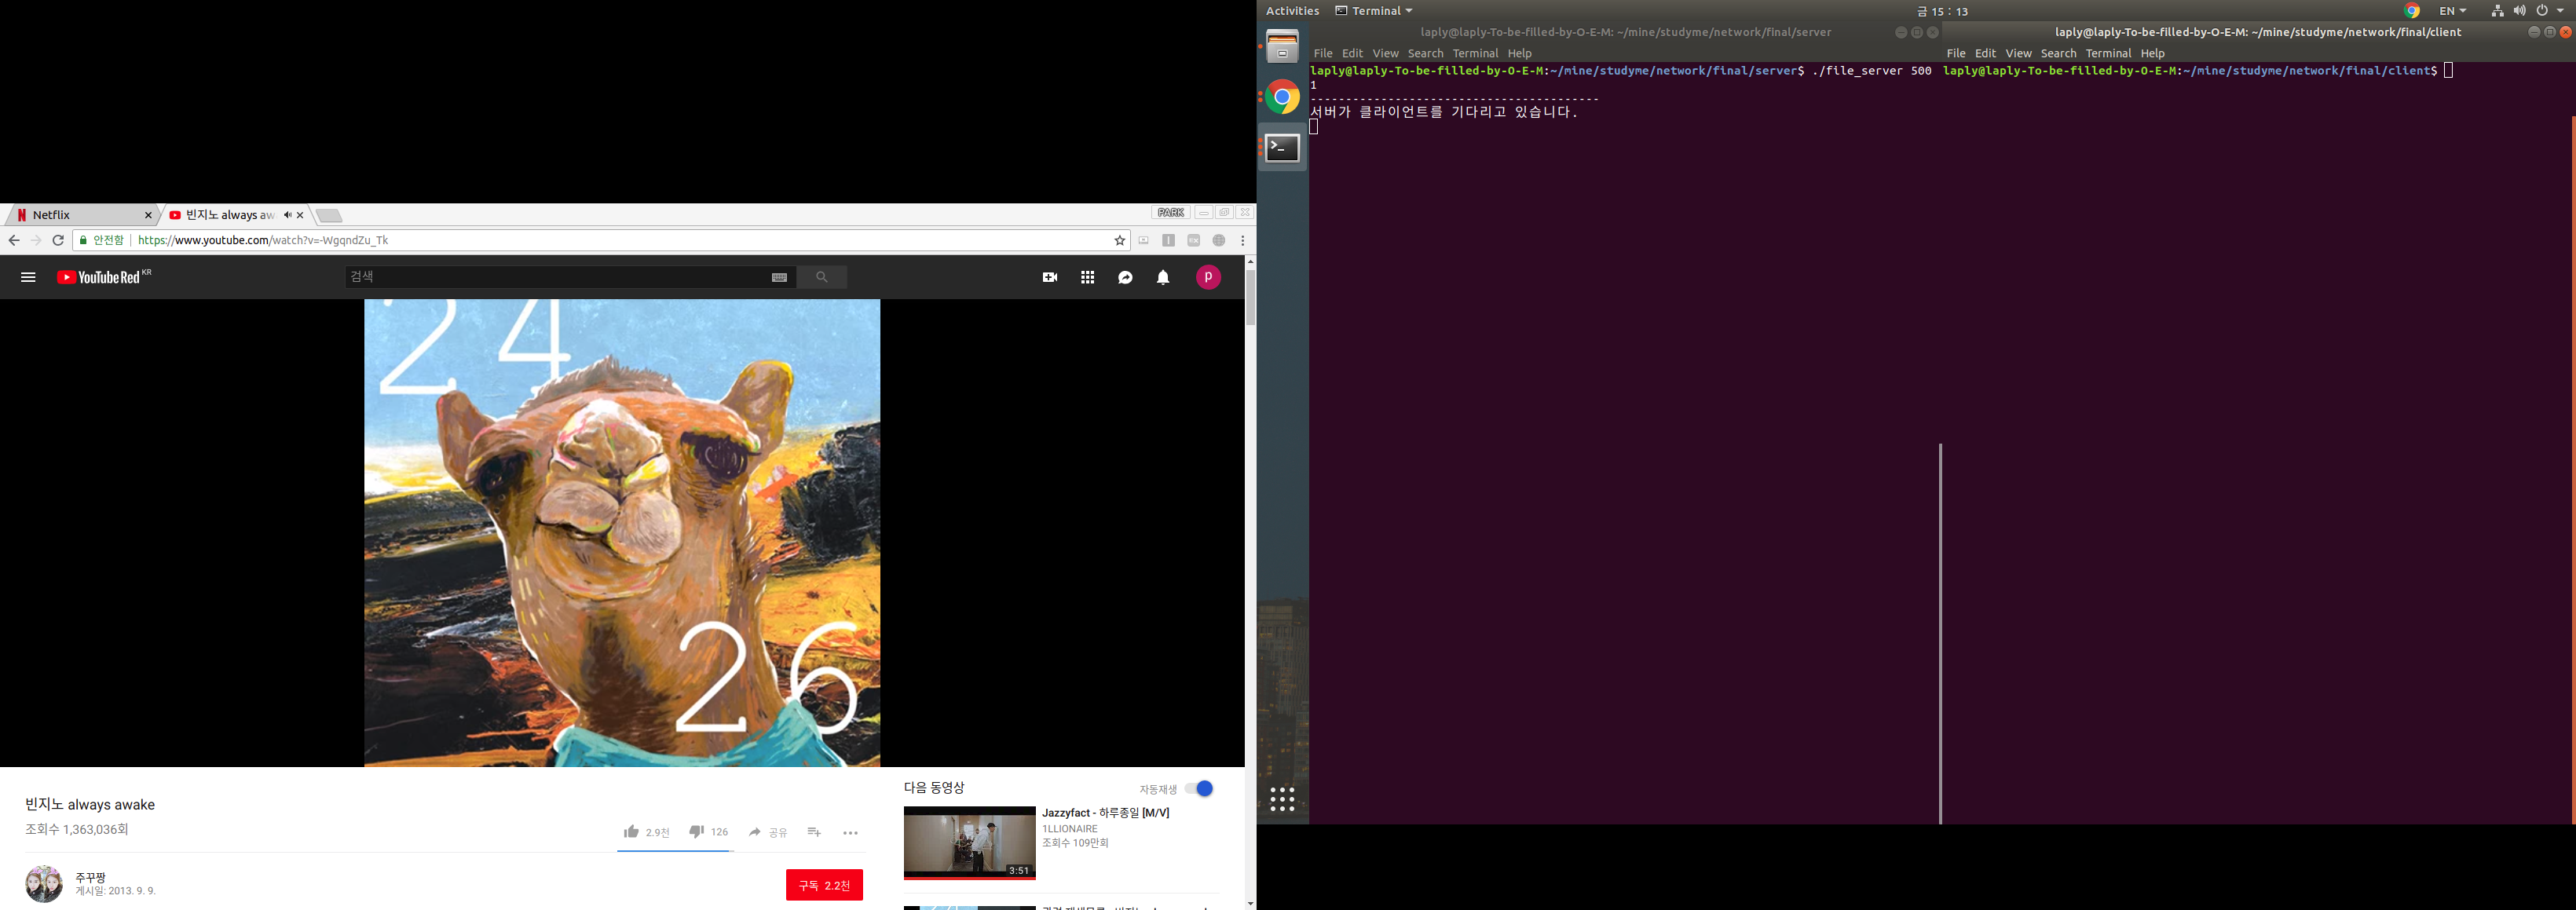 Netflix
빈지노 always aw
PARK
안전함
https://www.youtube.com/watch?v=-WgqndZu_Tk
YouTube Red KR
검색
p
24
26
빈지노 always awake
조회수 1,363,036회
2.9천
126
공유
주꾸짱
게시일: 2013. 9. 9.
구독 2.2천
다음 동영상
자동재생
3:51
Jazzyfact - 하루종일 [M/V]
1LLIONAIRE
조회수 109만회
Activities
Terminal
금 15 : 13
EN
laply@laply-To-be-filled-by-O-E-M: ~/mine/studyme/network/final/server
File Edit View Search Terminal Help
laply@laply-To-be-filled-by-O-E-M:~/mine/studyme/network/final/server$ ./file_server 500
1
-----------------------------------------
서버가 클라이언트를 기다리고 있습니다.
laply@laply-To-be-filled-by-O-E-M: ~/mine/studyme/network/final/client
File Edit View Search Terminal Help
laply@laply-To-be-filled-by-O-E-M:~/mine/studyme/network/final/client$